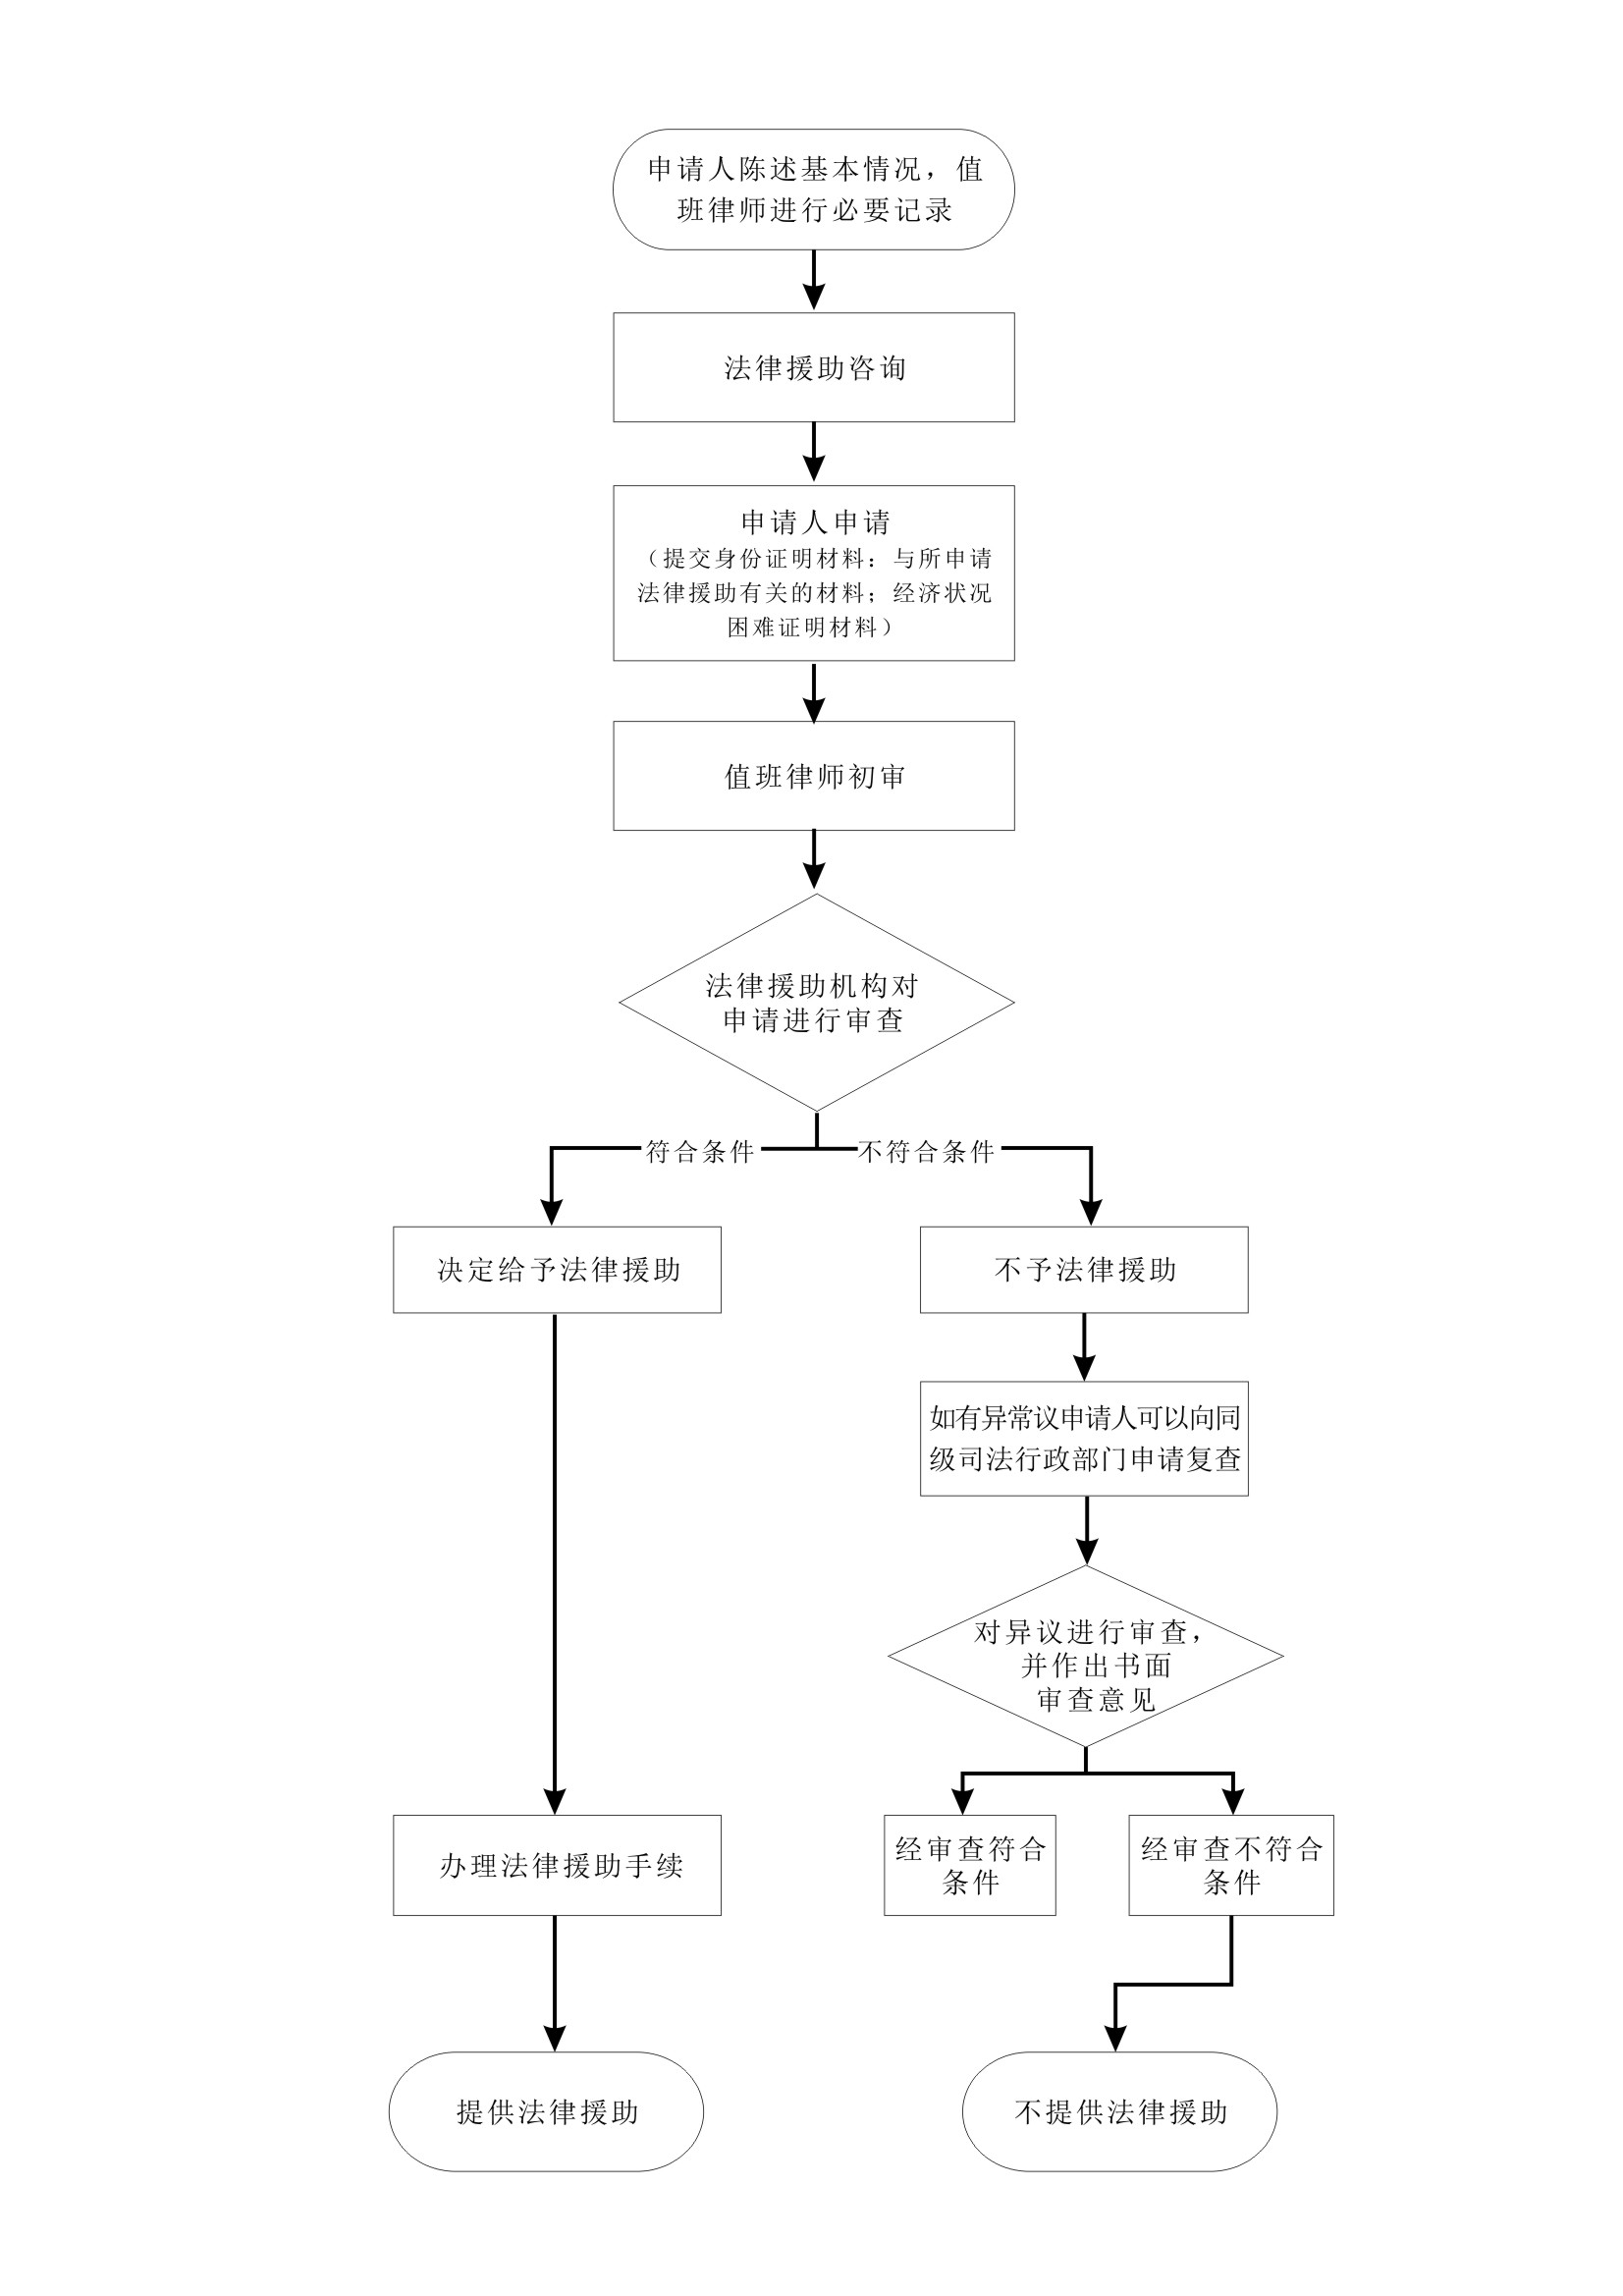 申请人陈述基本情况，值
班律师进行必要记录
法律援助咨询
申请人申请
（提交身份证明材料：与所申请
法律援助有关的材料；经济状况
困难证明材料）
值班律师初审
法律援助机构对
申请进行审查
符合条件
不符合条件
决定给予法律援助
不予法律援助
如有异常议申请人可以向同
级司法行政部门申请复查
对异议进行审查，
并作出书面
审查意见
办理法律援助手续
经审查符合
条件
经审查不符合
条件
提供法律援助
不提供法律援助